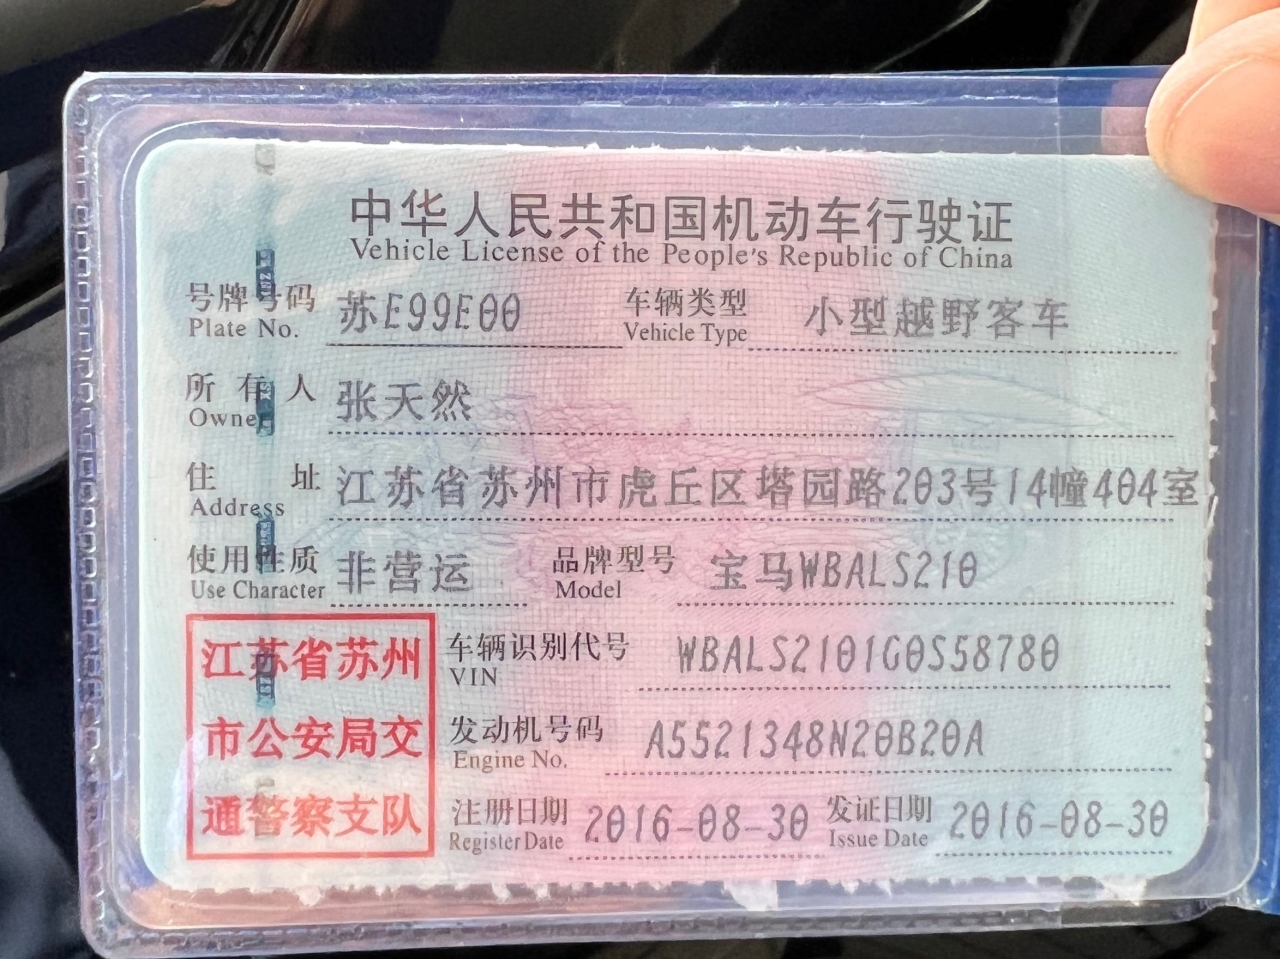 中华人民共和国机动车行驶证
Vehicle License of the People's Republic of China
号牌号码 苏E99E00 车辆类型 小型越野客车
Plate No. Vehicle Type
所有人 张天然
Owner
住址 江苏省苏州市虎丘区塔园路203号14幢404室
Address
使用性质 非营运 品牌型号 宝马WBALS210
Use Character Model
江苏省苏州
市公安局交
通警察支队
车辆识别代号 WBALS2101G0S58780
VIN
发动机号码 A5521348N20B20A
Engine No.
注册日期 2016-08-30 发证日期 2016-08-30
Register Date Issue Date